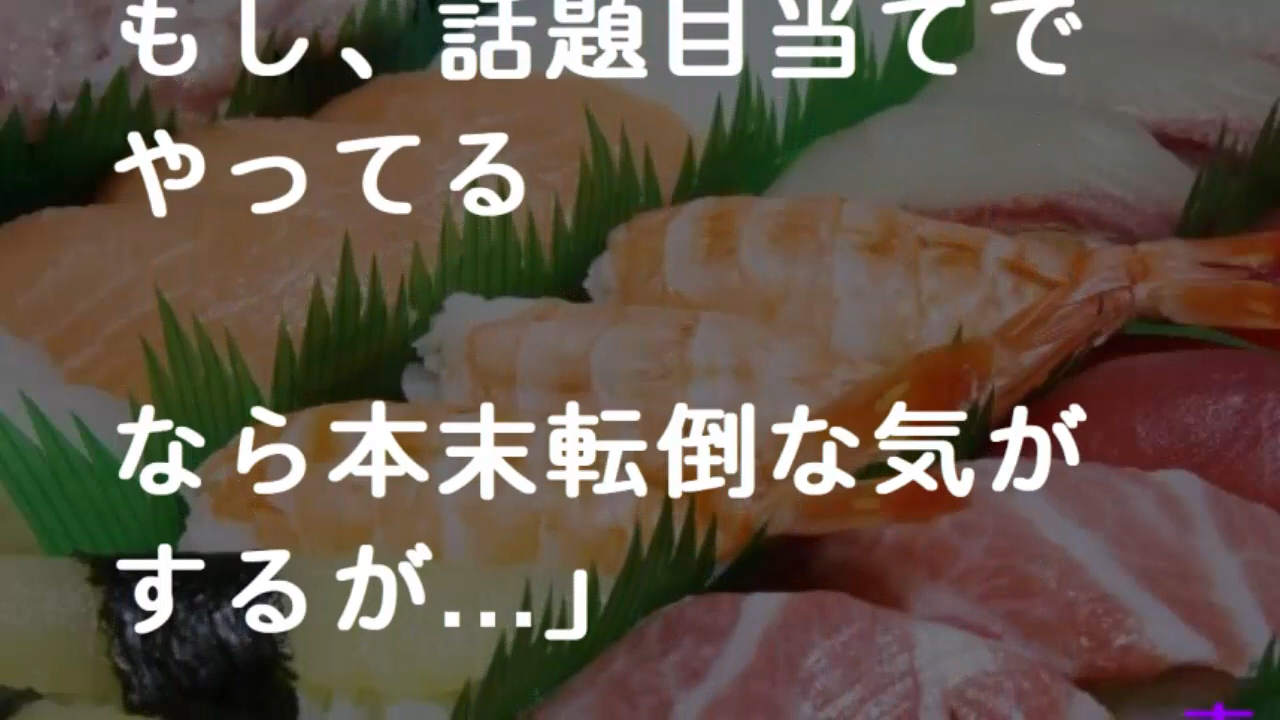 もし、話題目当てで
やってる
なら本末転倒な気が
するが...」